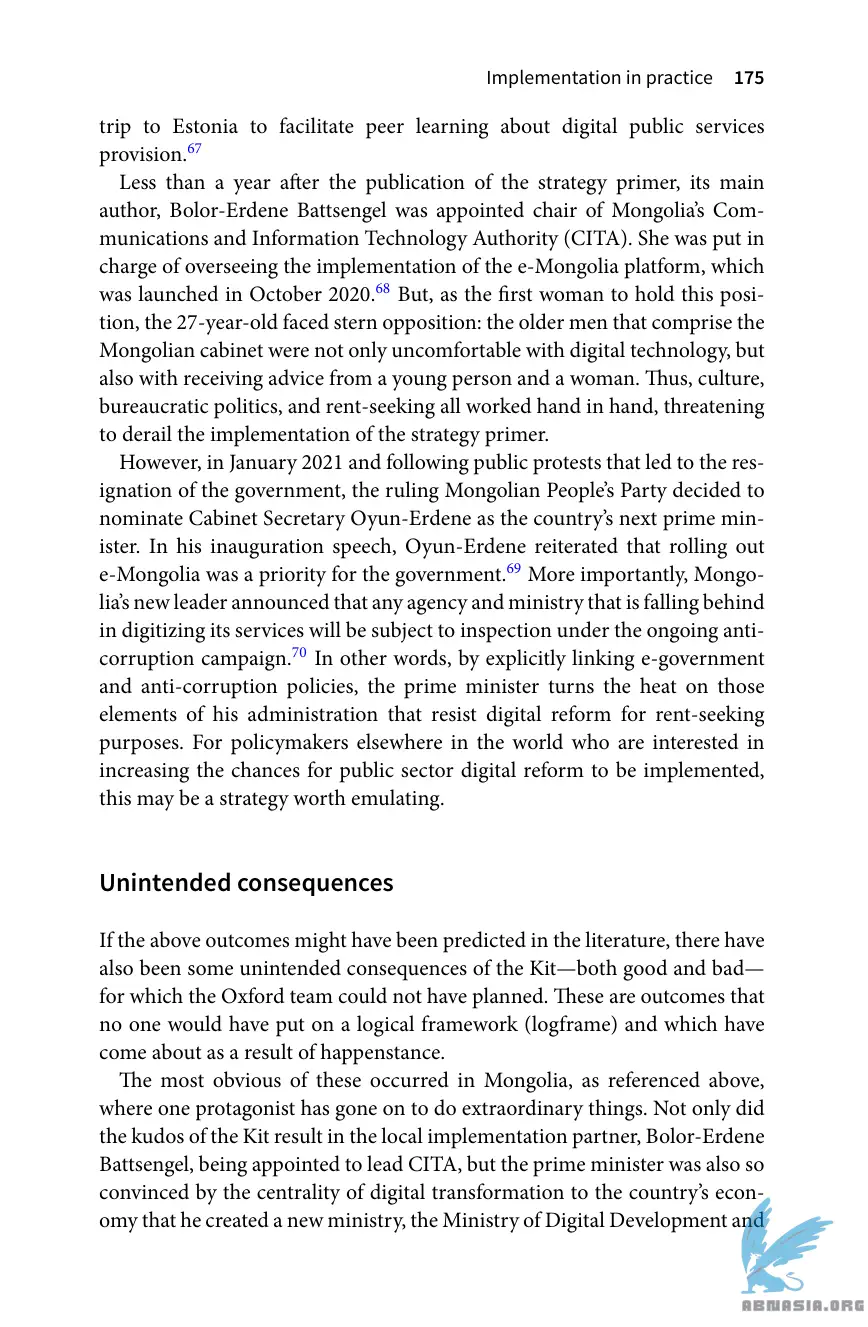 Implementation in practice 175
trip to Estonia to facilitate peer learning about digital public services
provision.67
Less than a year after the publication of the strategy primer, its main
author, Bolor-Erdene Battsengel was appointed chair of Mongolia’s Com-
munications and Information Technology Authority (CITA). She was put in
charge of overseeing the implementation of the e-Mongolia platform, which
was launched in October 2020.68 But, as the first woman to hold this posi-
tion, the 27-year-old faced stern opposition: the older men that comprise the
Mongolian cabinet were not only uncomfortable with digital technology, but
also with receiving advice from a young person and a woman. Thus, culture,
bureaucratic politics, and rent-seeking all worked hand in hand, threatening
to derail the implementation of the strategy primer.
However, in January 2021 and following public protests that led to the res-
ignation of the government, the ruling Mongolian People’s Party decided to
nominate Cabinet Secretary Oyun-Erdene as the country’s next prime min-
ister. In his inauguration speech, Oyun-Erdene reiterated that rolling out
e-Mongolia was a priority for the government.69 More importantly, Mongo-
lia’s new leader announced that any agency and ministry that is falling behind
in digitizing its services will be subject to inspection under the ongoing anti-
corruption campaign.70 In other words, by explicitly linking e-government
and anti-corruption policies, the prime minister turns the heat on those
elements of his administration that resist digital reform for rent-seeking
purposes. For policymakers elsewhere in the world who are interested in
increasing the chances for public sector digital reform to be implemented,
this may be a strategy worth emulating.
Unintended consequences
If the above outcomes might have been predicted in the literature, there have
also been some unintended consequences of the Kit—both good and bad—
for which the Oxford team could not have planned. These are outcomes that
no one would have put on a logical framework (logframe) and which have
come about as a result of happenstance.
The most obvious of these occurred in Mongolia, as referenced above,
where one protagonist has gone on to do extraordinary things. Not only did
the kudos of the Kit result in the local implementation partner, Bolor-Erdene
Battsengel, being appointed to lead CITA, but the prime minister was also so
convinced by the centrality of digital transformation to the country’s econ-
omy that he created a new ministry, the Ministry of Digital Development and
ABNASIA.ORG